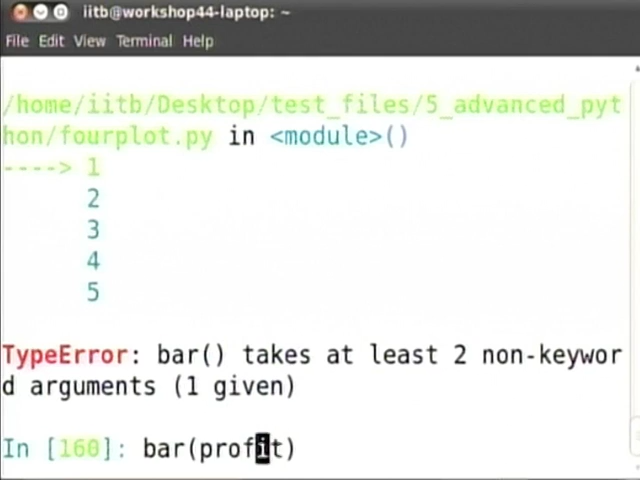 iitb@workshop44-laptop: ~
File Edit View Terminal Help
/home/iitb/Desktop/test_files/5_advanced_pyt
hon/fourplot.py in <module>()
----> 1
2
3
4
5
TypeError: bar() takes at least 2 non-keywor
d arguments (1 given)
In [160]: bar(profit)